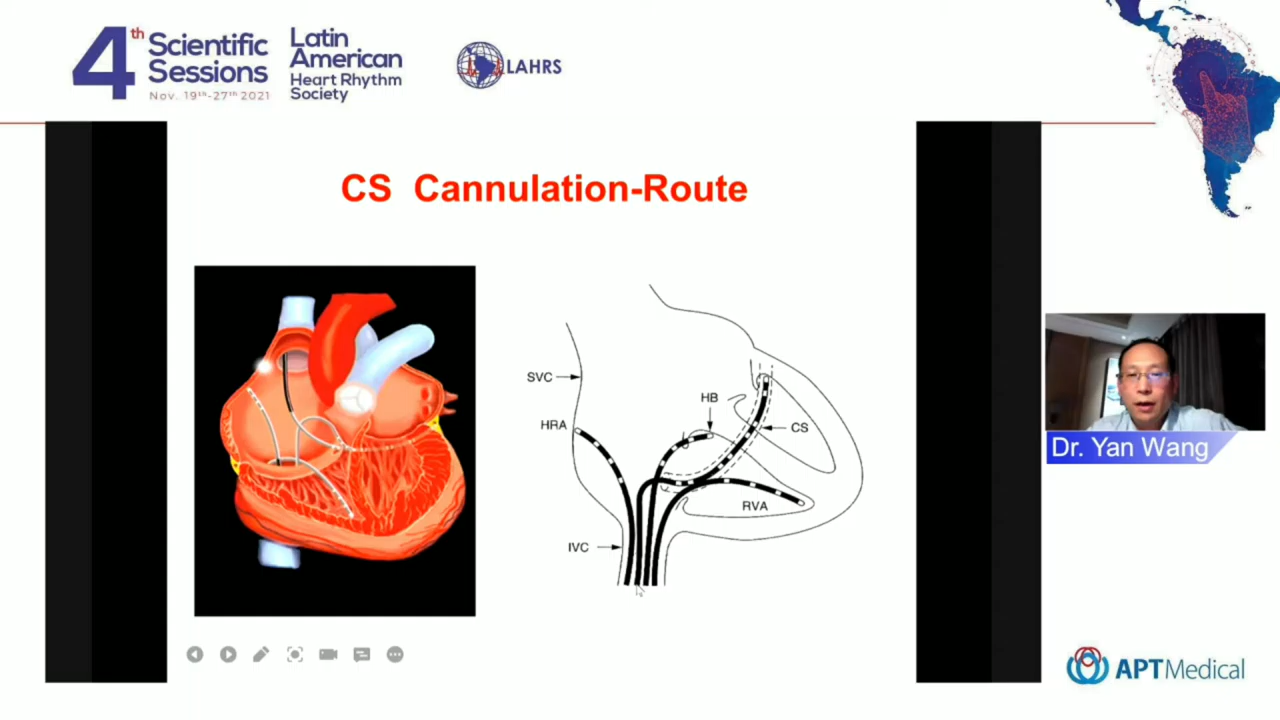 4th Scientific Sessions
Nov. 19th-27th 2021
Latin American Heart Rhythm Society
LAHRS
CS Cannulation-Route
SVC
HRA
IVC
HB
CS
RVA
Dr. Yan Wang
APT Medical